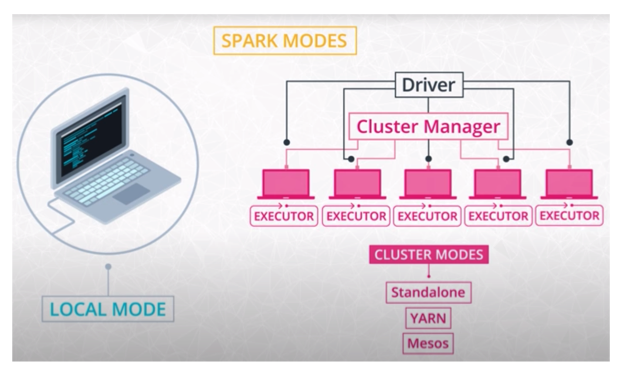 SPARK MODES
Driver
Cluster Manager
EXECUTOR
EXECUTOR
EXECUTOR
EXECUTOR
EXECUTOR
CLUSTER MODES
Standalone
YARN
Mesos
LOCAL MODE